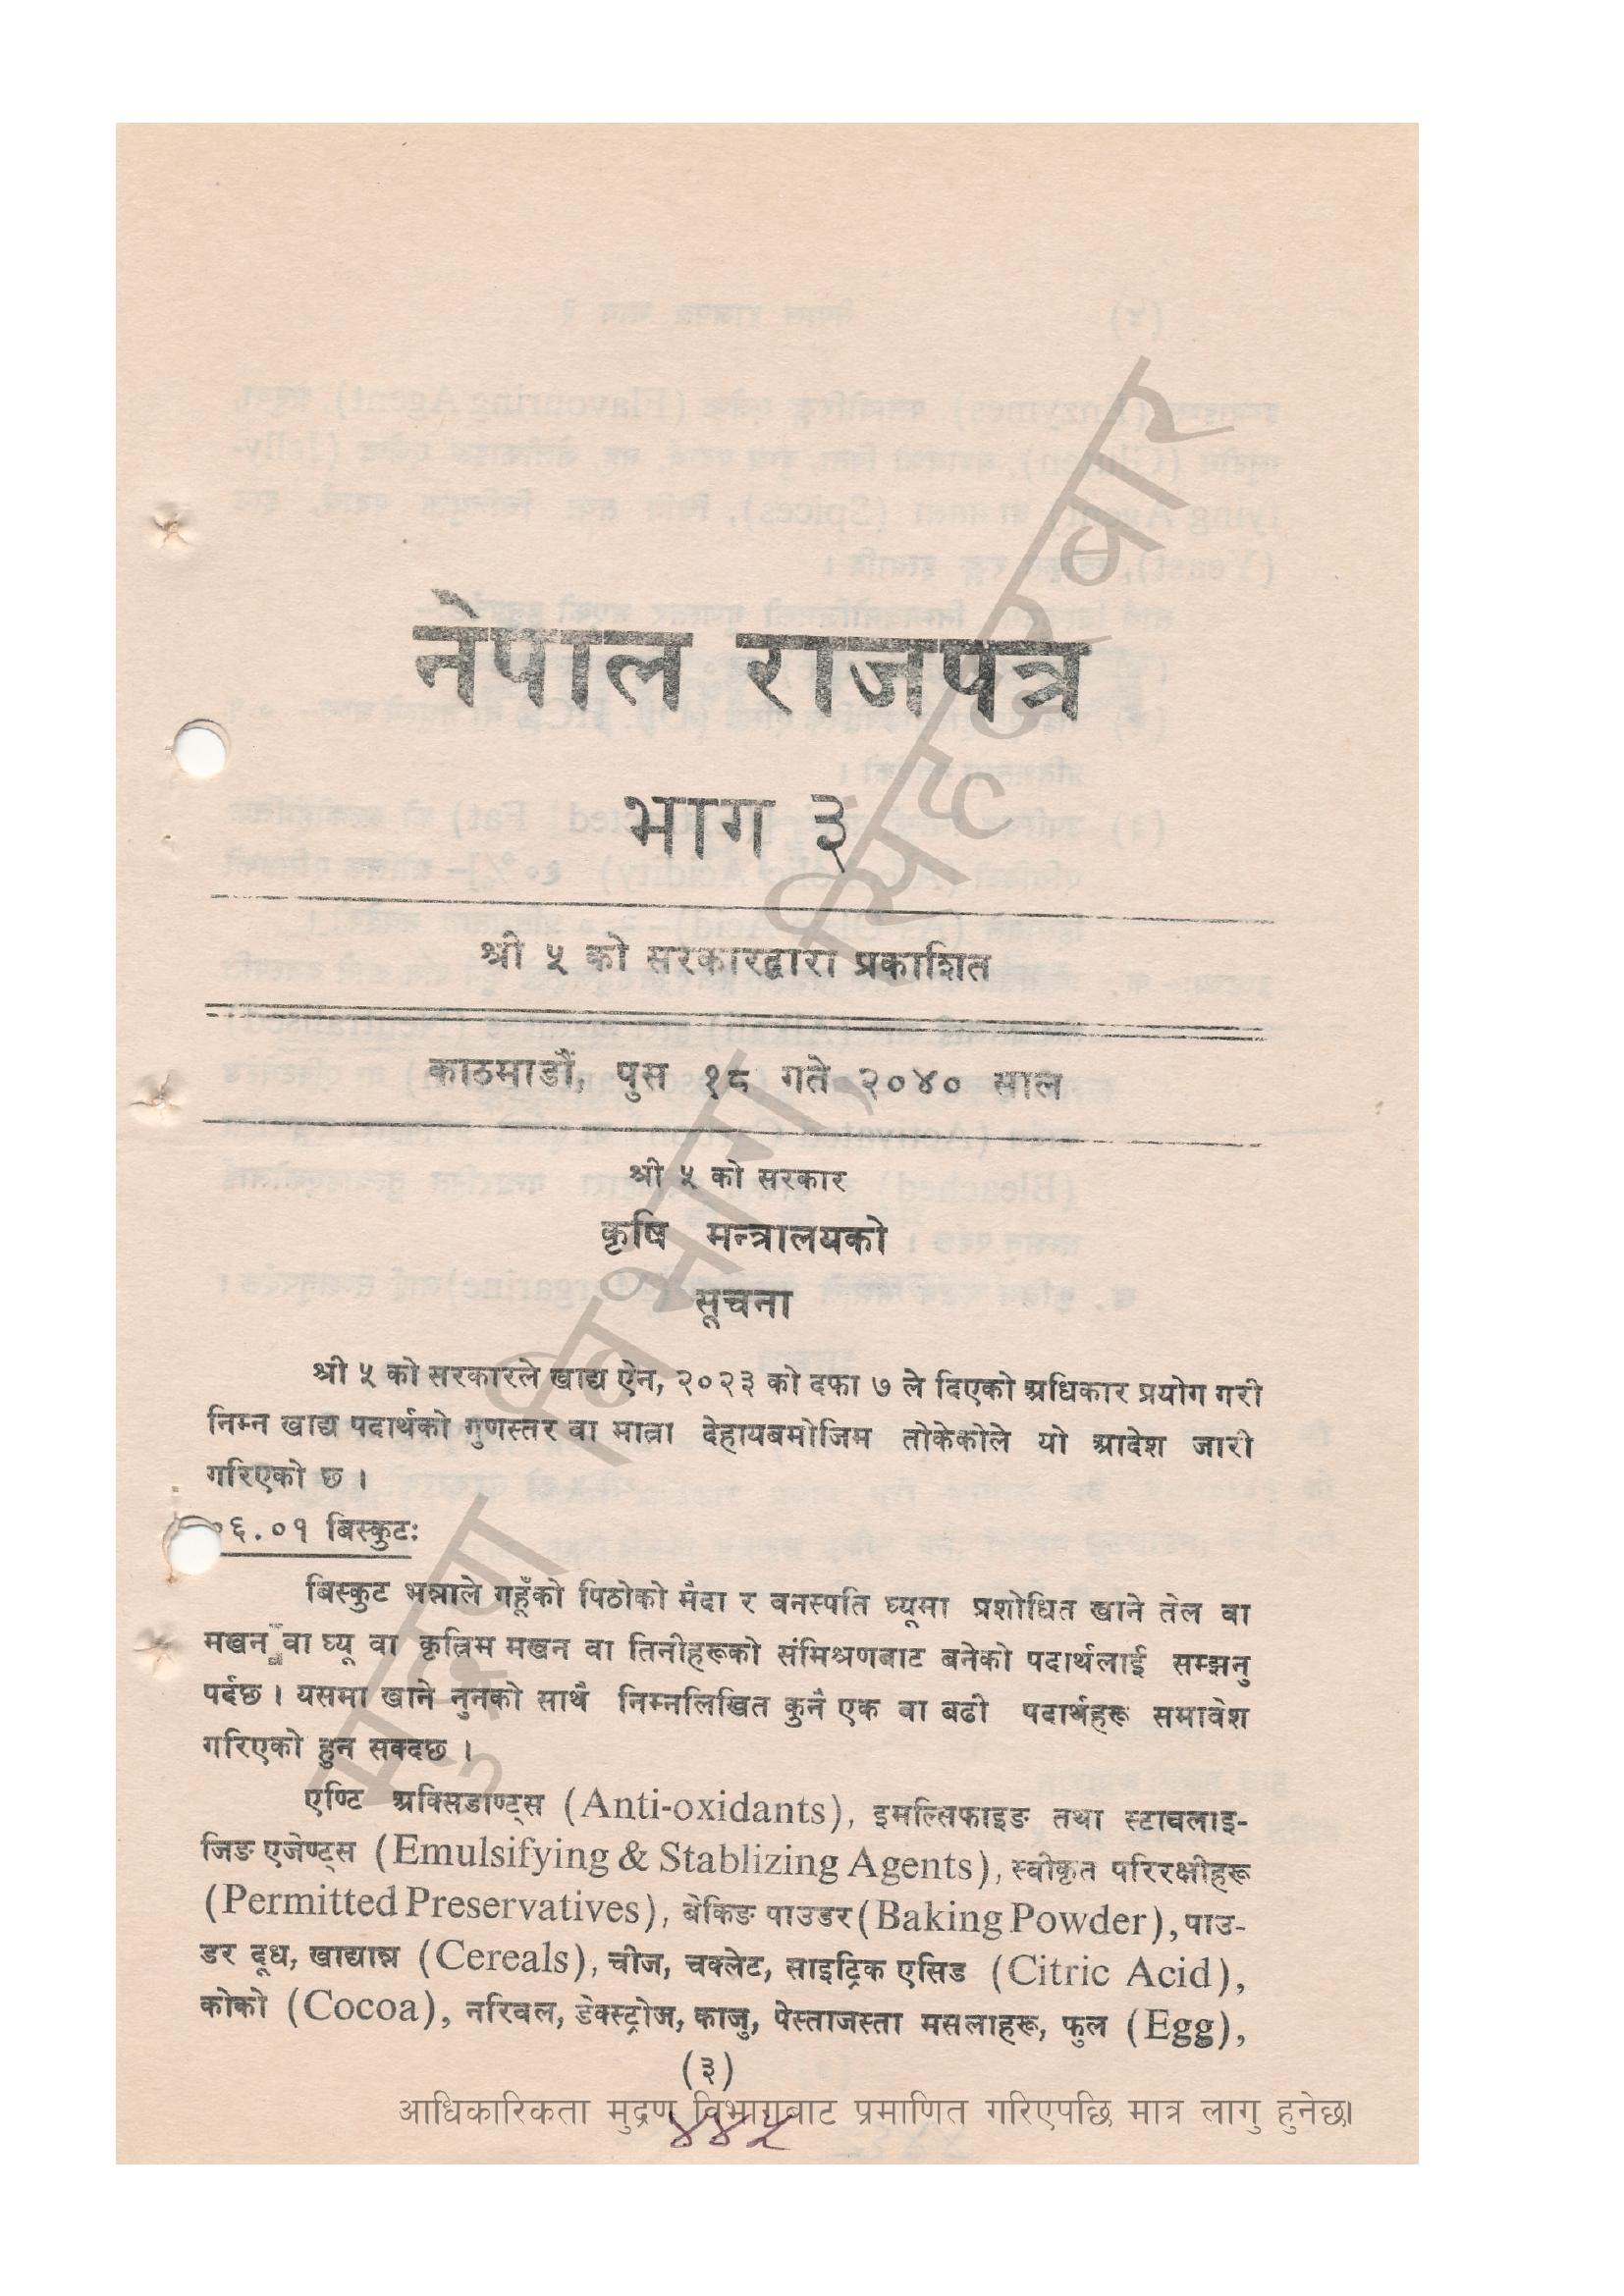 नेपाल राजपत्र
भाग ३
श्री ५ को सरकारद्वारा प्रकाशित
काठमाडौं, पुस १८ गते २०४० साल
श्री ५ को सरकार
कृषि मन्त्रालयको
सूचना
श्री ५ को सरकारले खाद्य ऐन, २०२३ को दफा ७ ले दिएको अधिकार प्रयोग गरी
निम्न खाद्य पदार्थको गुणस्तर वा मात्रा देहायबमोजिम तोकेकोले यो आदेश जारी
गरिएको छ ।
०६.०१ बिस्कुटः
बिस्कुट भन्नाले गहूँको पिठोको मैदा र वनस्पति घ्यूमा प्रशोधित खाने तेल वा
मखन वा घ्यू वा कृत्रिम मखन वा तिनीहरूको संमिश्रणबाट बनेको पदार्थलाई सम्झनु
पर्दछ । यसमा खाने नुनको साथै निम्नलिखित कुनै एक वा बढी पदार्थहरू समावेश
गरिएको हुन सक्दछ ।
एण्टि अक्सिडाण्ट्स (Anti-oxidants), इमल्सिफाइङ तथा स्टावलाइ-
जिङ एजेण्ट्स (Emulsifying & Stablizing Agents), स्वीकृत परिरक्षीहरू
(Permitted Preservatives), बेकिङ पाउडर (Baking Powder), पाउ-
डर दूध, खाद्यान्न (Cereals), चीज, चक्लेट, साइट्रिक एसिड (Citric Acid),
कोको (Cocoa), नरिवल, डेक्स्ट्रोज, काजु, पेस्ताजस्ता मसलाहरू, फुल (Egg),
(३)
आधिकारिकता मुद्रण विभागबाट प्रमाणित गरिएपछि मात्र लागु हुनेछ।
४४५
मुद्रण विभाग, सिंहदरबार